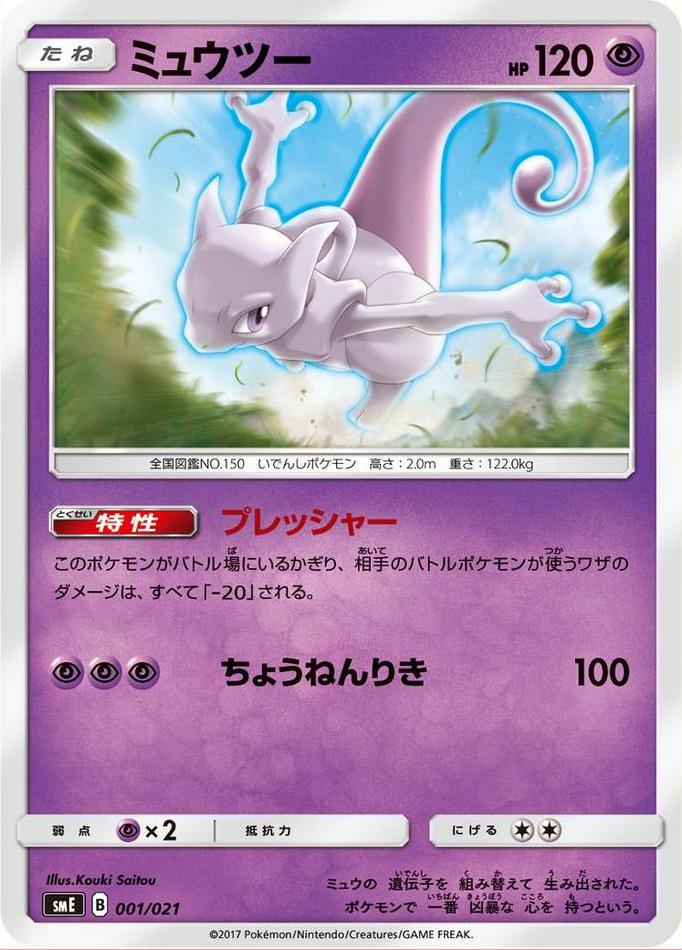 たね ミュウツー HP 120
全国図鑑NO.150 いでんしポケモン 高さ：2.0m 重さ：122.0kg
とくせい
特性 プレッシャー
このポケモンがバトル場にいるかぎり、相手のバトルポケモンが使うワザの
ダメージは、すべて「-20」される。
ちょうねんりき 100
弱点 ×2 抵抗力 にげる
Illus.Kouki Saitou
SME B 001/021
ミュウの 遺伝子を 組み替えて 生み出された。
ポケモンで 一番 凶暴な 心を 持つという。
©2017 Pokémon/Nintendo/Creatures/GAME FREAK.